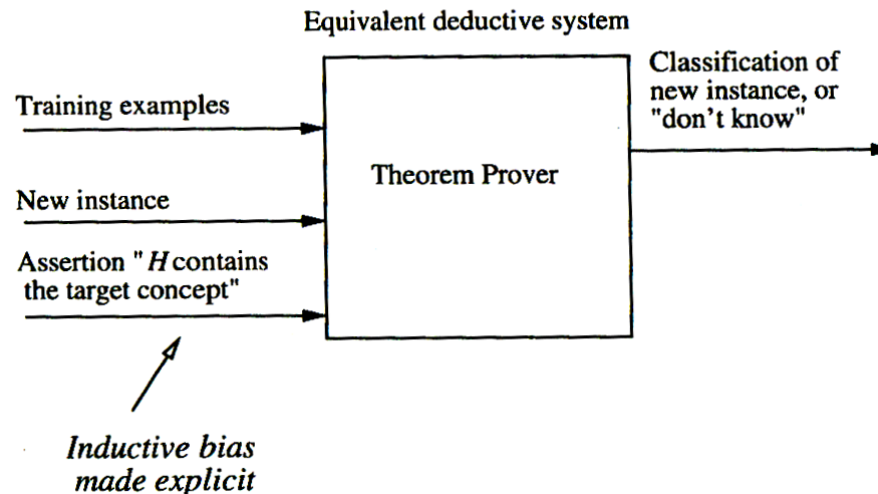 Equivalent deductive system
Classification of
new instance, or
"don't know"
Training examples
Theorem Prover
New instance
Assertion "H contains
the target concept"
Inductive bias
made explicit